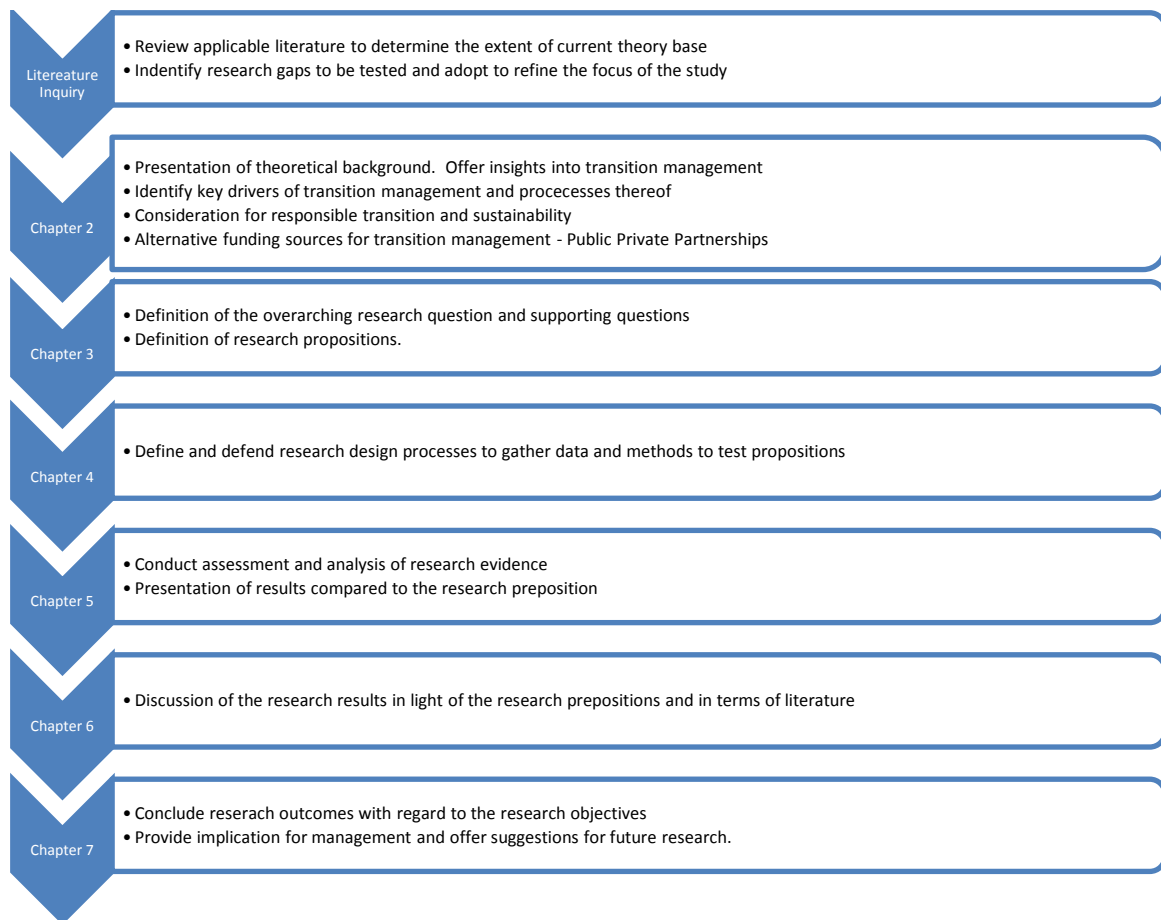 Litereature
Inquiry
• Review applicable literature to determine the extent of current theory base
• Indentify research gaps to be tested and adopt to refine the focus of the study
Chapter 2
• Presentation of theoretical background.  Offer insights into transition management
• Identify key drivers of transition management and procecesses thereof
• Consideration for responsible transition and sustainability
• Alternative funding sources for transition management - Public Private Partnerships
Chapter 3
• Definition of the overarching research question and supporting questions
• Definition of research propositions.
Chapter 4
• Define and defend research design processes to gather data and methods to test propositions
Chapter 5
• Conduct assessment and analysis of research evidence
• Presentation of results compared to the research preposition
Chapter 6
• Discussion of the research results in light of the research prepositions and in terms of literature
Chapter 7
• Conclude reserach outcomes with regard to the research objectives
• Provide implication for management and offer suggestions for future research.